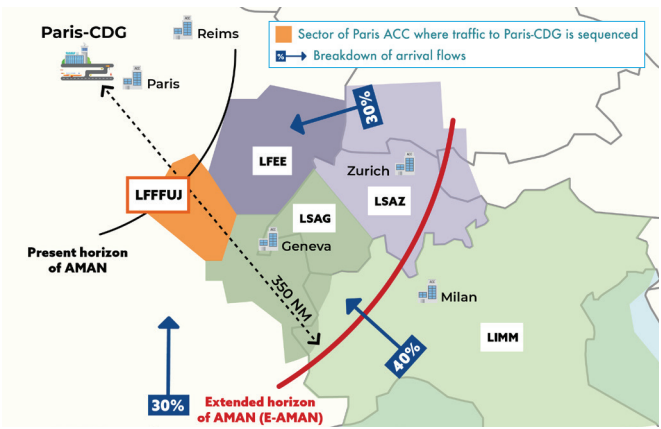 Paris-CDG
Reims
Paris
Sector of Paris ACC where traffic to Paris-CDG is sequenced
% Breakdown of arrival flows
30%
LFEE
Zurich
LSAZ
LFFFUJ
LSAG
Geneva
Present horizon
of AMAN
350 NM
Milan
LIMM
40%
30%
Extended horizon
of AMAN (E-AMAN)